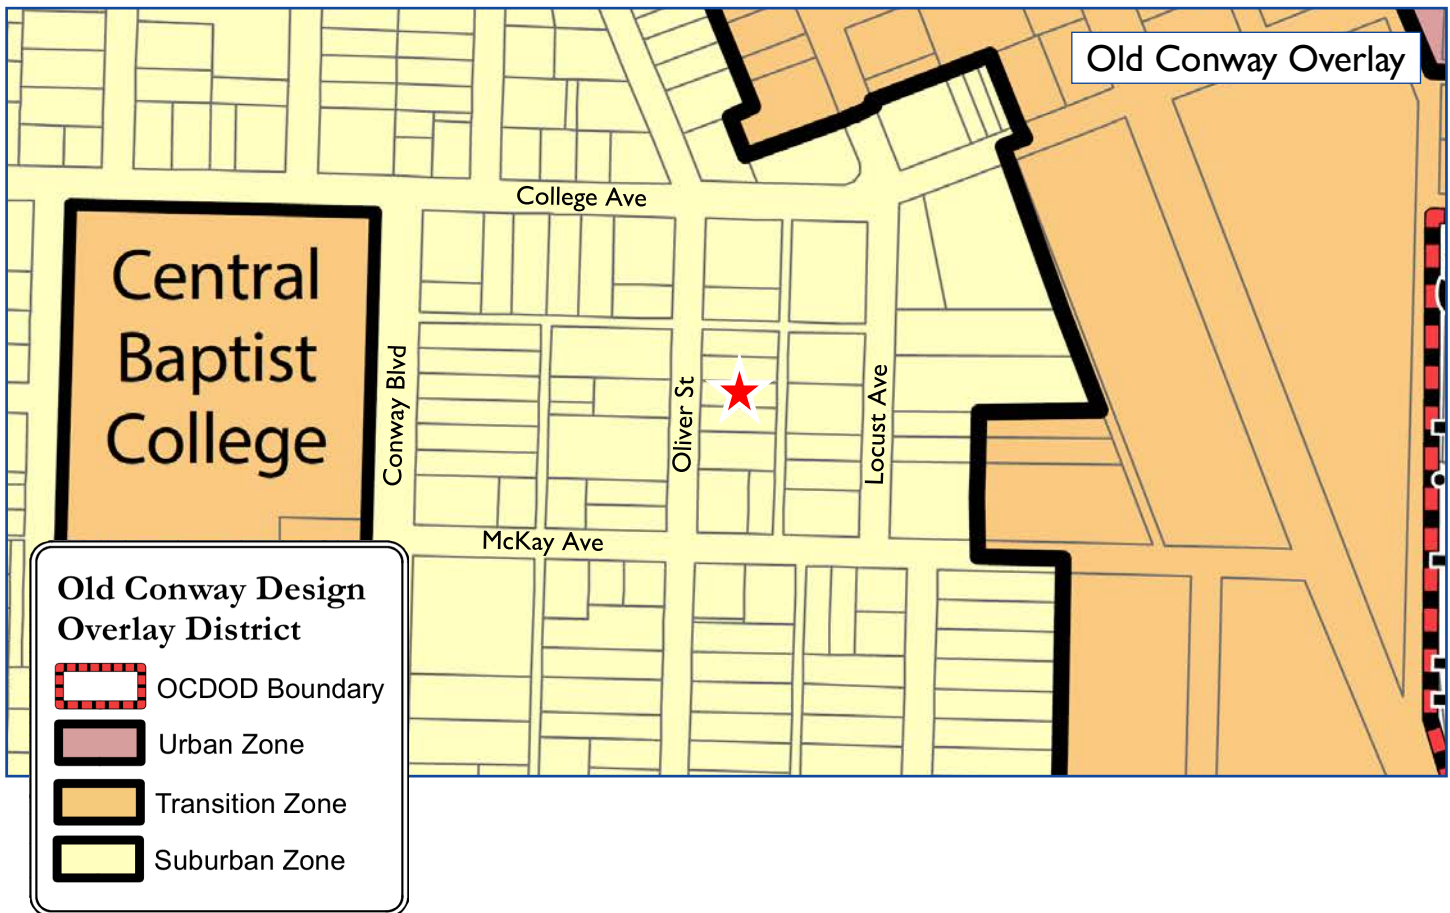 Old Conway Overlay
College Ave
Central
Baptist
College
Conway Blvd
Oliver St
Locust Ave
McKay Ave
Old Conway Design
Overlay District
OCDOD Boundary
Urban Zone
Transition Zone
Suburban Zone